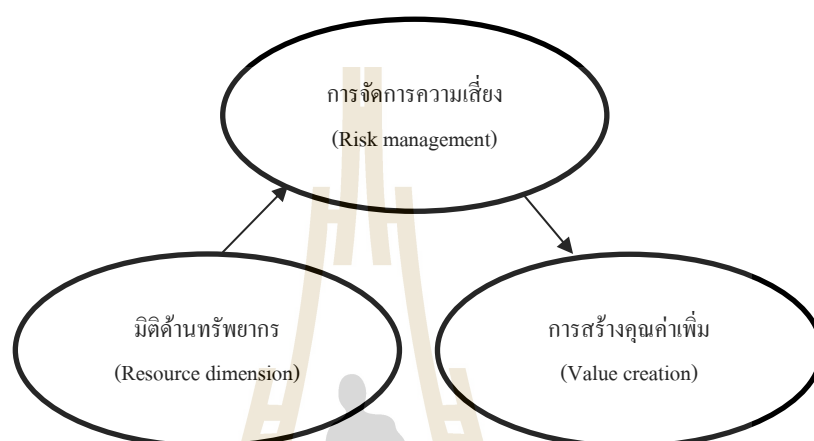 การจัดการความเสี่ยง
(Risk management)
มิติด้านทรัพยากร
(Resource dimension)
การสร้างคุณค่าเพิ่ม
(Value creation)